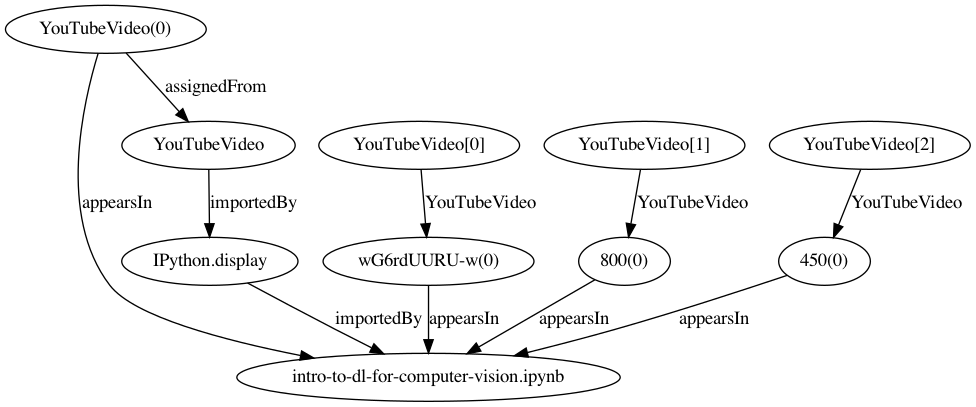 YouTubeVideo(0)
assignedFrom
YouTubeVideo
YouTubeVideo[0]
YouTubeVideo[1]
YouTubeVideo[2]
appearsIn
importedBy
YouTubeVideo
YouTubeVideo
YouTubeVideo
IPython.display
wG6rdUURU-w(0)
800(0)
450(0)
importedBy
appearsIn
appearsIn
appearsIn
intro-to-dl-for-computer-vision.ipynb